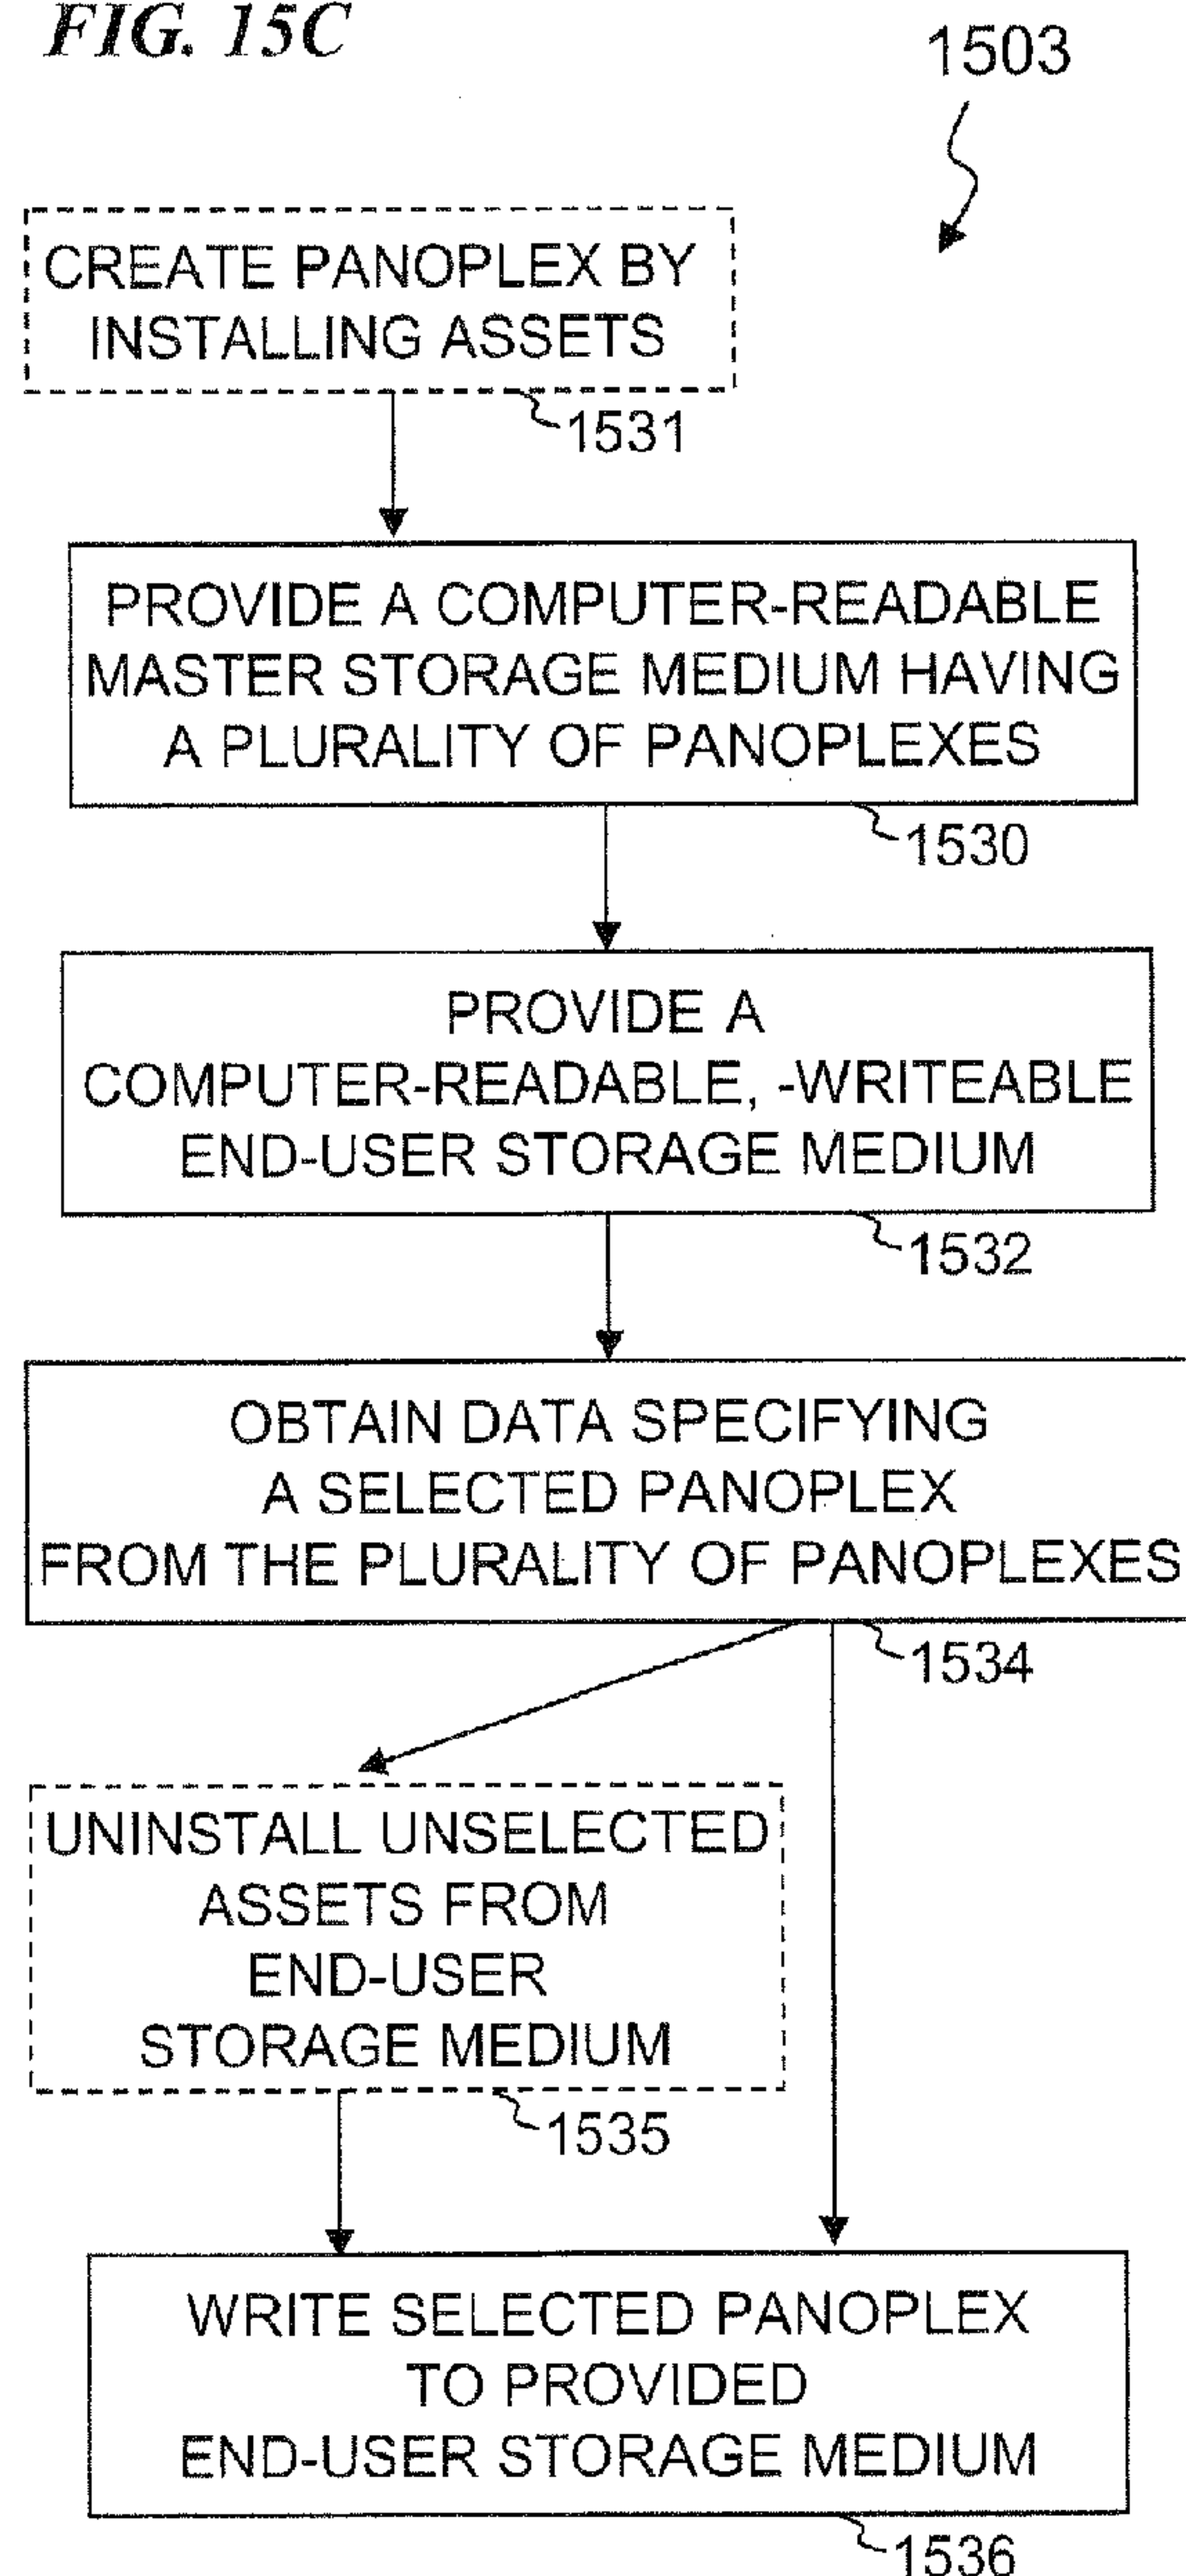 FIG. 15C
1503
CREATE PANOPLEX BY
INSTALLING ASSETS
1531
PROVIDE A COMPUTER-READABLE
MASTER STORAGE MEDIUM HAVING
A PLURALITY OF PANOPLEXES
1530
PROVIDE A
COMPUTER-READABLE, -WRITEABLE
END-USER STORAGE MEDIUM
1532
OBTAIN DATA SPECIFYING
A SELECTED PANOPLEX
FROM THE PLURALITY OF PANOPLEXES
1534
UNINSTALL UNSELECTED
ASSETS FROM
END-USER
STORAGE MEDIUM
1535
WRITE SELECTED PANOPLEX
TO PROVIDED
END-USER STORAGE MEDIUM
1536